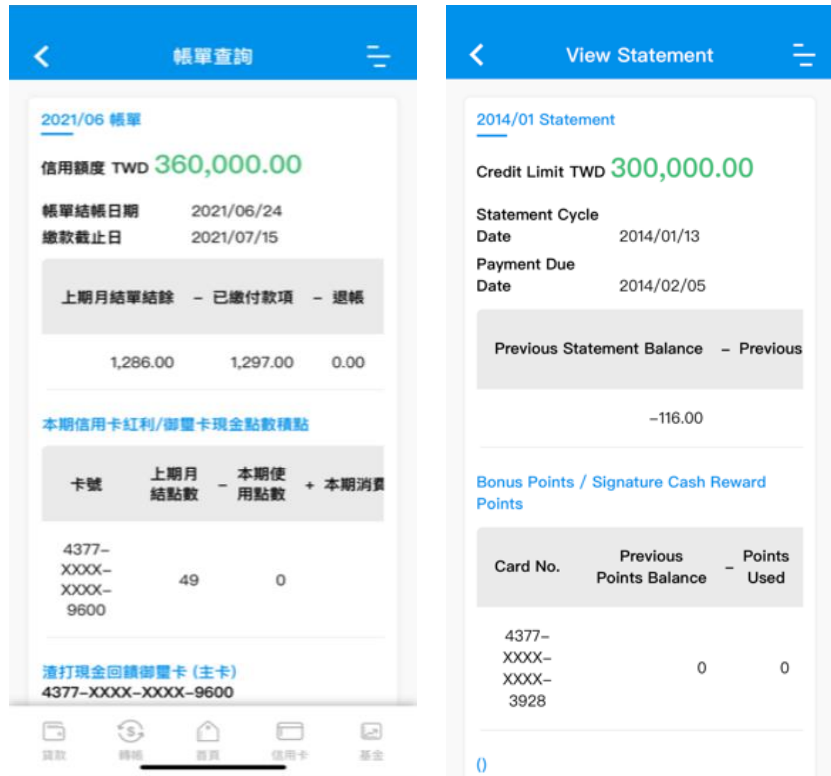 帳單查詢
2021/06 帳單
信用額度 TWD 360,000.00
帳單結帳日期 2021/06/24
繳款截止日 2021/07/15
上期月結單結餘 – 已繳付款項 – 退帳
1,286.00 1,297.00 0.00
本期信用卡紅利/御璽卡現金點數積點
卡號 上期月結點數 – 本期使用點數 + 本期消費
4377–
XXXX–
XXXX–
9600
49 0
渣打現金回饋御璽卡 (主卡)
4377–XXXX–XXXX–9600
貸款 轉帳 首頁 信用卡 基金
View Statement
2014/01 Statement
Credit Limit TWD 300,000.00
Statement Cycle
Date 2014/01/13
Payment Due
Date 2014/02/05
Previous Statement Balance – Previous
–116.00
Bonus Points / Signature Cash Reward
Points
Card No. Previous Points Balance – Points Used
4377–
XXXX–
XXXX–
3928
0 0
()